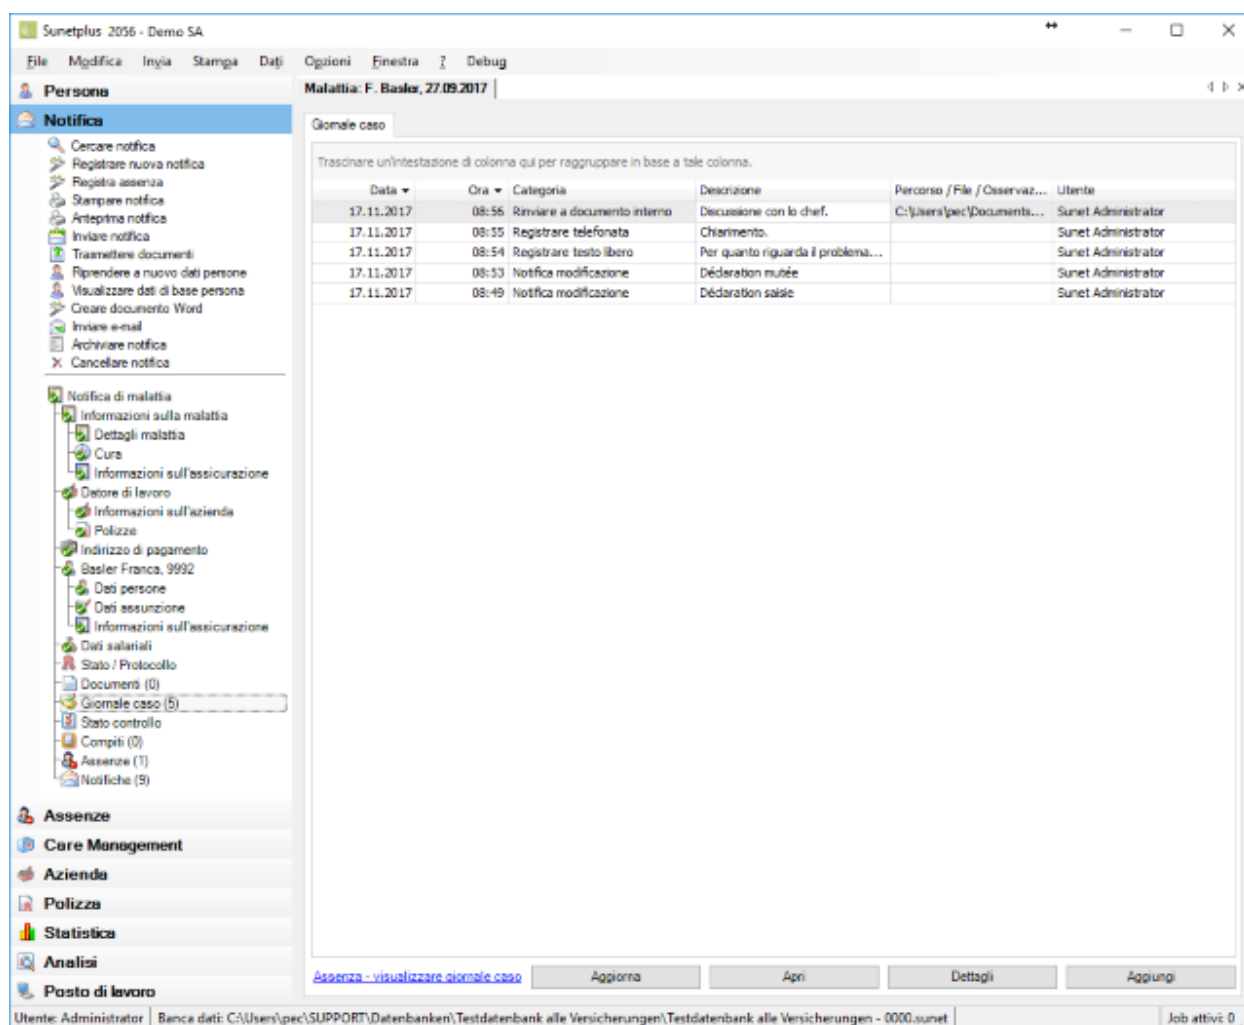 Sunetplus 2056 - Demo SA
File Modifica Invia Stampa Dati Opzioni Finestra ? Debug
Persona
Notifica
Cercare notifica
Registrare nuova notifica
Registra assenza
Stampare notifica
Anteprima notifica
Inviare notifica
Trasmettere documenti
Riprendere a nuovo dati persone
Visualizzare dati di base persona
Creare documento Word
Inviare e-mail
Archiviare notifica
Cancellare notifica
Notifica di malattia
Informazioni sulla malattia
Dettagli malattia
Cura
Informazioni sull'assicurazione
Datore di lavoro
Informazioni sull'azienda
Polizze
Indirizzo di pagamento
Basler Franca, 9992
Dati persone
Dati assunzione
Informazioni sull'assicurazione
Dati salariali
Stato / Protocollo
Documenti (0)
Giornale caso (5)
Stato controllo
Compiti (0)
Assenze (1)
Notifiche (9)
Assenze
Care Management
Azienda
Polizza
Statistica
Analisi
Posto di lavoro
Malattia: F. Basler, 27.09.2017
Giornale caso
Trascinare un'intestazione di colonna qui per raggruppare in base a tale colonna.
Data Ora Categoria Descrizione Percorso / File / Osservaz... Utente
17.11.2017 08:56 Rinviare a documento interno Discussione con lo chef. C:\Users\pec\Documents... Sunet Administrator
17.11.2017 08:55 Registrare telefonata Chiarimento. Sunet Administrator
17.11.2017 08:54 Registrare testo libero Per quanto riguarda il problema... Sunet Administrator
17.11.2017 08:53 Notifica modificazione Déclaration mutée Sunet Administrator
17.11.2017 08:49 Notifica modificazione Déclaration saisie Sunet Administrator
Assenza - visualizzare giornale caso Aggiorna Apri Dettagli Aggiungi
Utente: Administrator Banca dati: C:\Users\pec\SUPPORT\Datenbanken\Testdatenbank alle Versicherungen\Testdatenbank alle Versicherungen - 0000.sunet Job attivi: 0